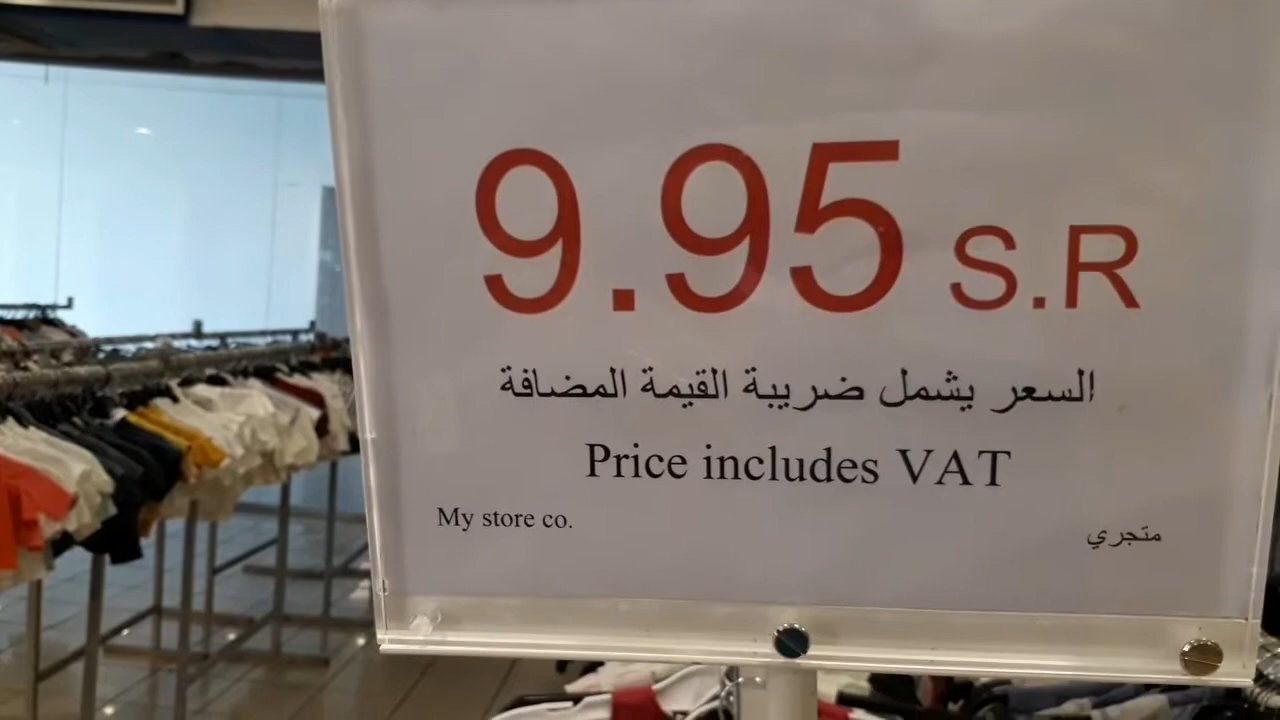 9.95 S.R
السعر يشمل ضريبة القيمة المضافة
Price includes VAT
My store co.
متجري